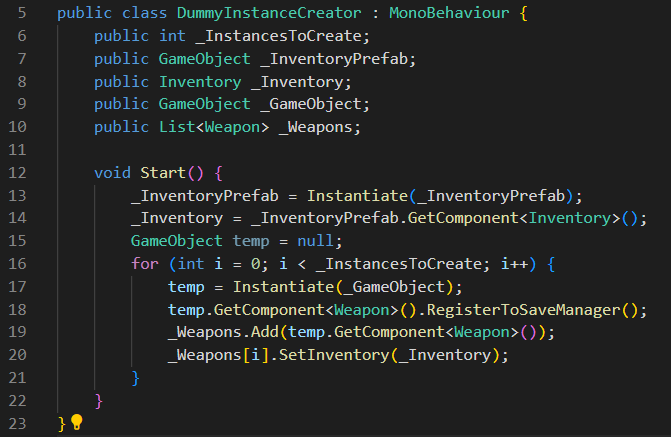 5 public class DummyInstanceCreator : MonoBehaviour {
6     public int _InstancesToCreate;
7     public GameObject _InventoryPrefab;
8     public Inventory _Inventory;
9     public GameObject _GameObject;
10     public List<Weapon> _Weapons;
11
12     void Start() {
13         _InventoryPrefab = Instantiate(_InventoryPrefab);
14         _Inventory = _InventoryPrefab.GetComponent<Inventory>();
15         GameObject temp = null;
16         for (int i = 0; i < _InstancesToCreate; i++) {
17             temp = Instantiate(_GameObject);
18             temp.GetComponent<Weapon>().RegisterToSaveManager();
19             _Weapons.Add(temp.GetComponent<Weapon>());
20             _Weapons[i].SetInventory(_Inventory);
21         }
22     }
23 }